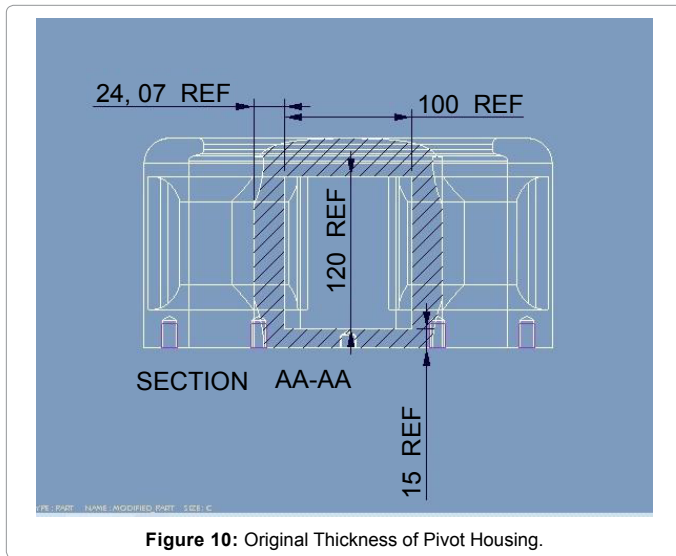 24, 07 REF
100 REF
120 REF
SECTION AA-AA
15 REF
YPE : PART NAME : MODIFIED_PART SIZE : C
Figure 10: Original Thickness of Pivot Housing.